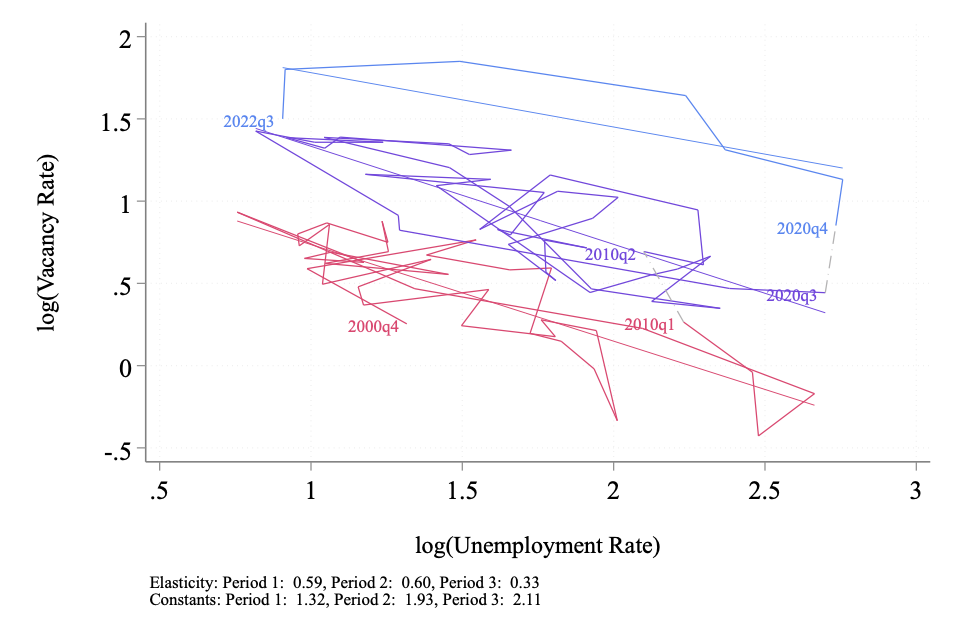 2
1.5
1
.5
0
-.5
log(Vacancy Rate)
2022q3
2020q4
2010q2
2020q3
2000q4
2010q1
.5 1 1.5 2 2.5 3
log(Unemployment Rate)
Elasticity: Period 1: 0.59, Period 2: 0.60, Period 3: 0.33
Constants: Period 1: 1.32, Period 2: 1.93, Period 3: 2.11